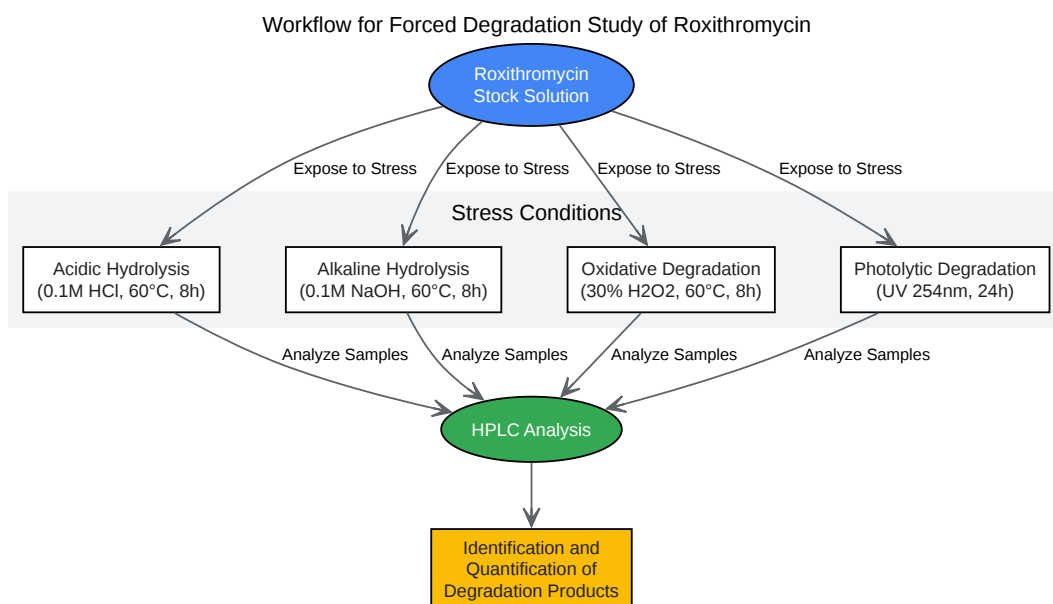 Workflow for Forced Degradation Study of Roxithromycin
Roxithromycin
Stock Solution
Expose to Stress
Expose to Stress
Expose to Stress
Expose to Stress
Stress Conditions
Acidic Hydrolysis
(0.1M HCl, 60°C, 8h)
Alkaline Hydrolysis
(0.1M NaOH, 60°C, 8h)
Oxidative Degradation
(30% H2O2, 60°C, 8h)
Photolytic Degradation
(UV 254nm, 24h)
Analyze Samples
Analyze Samples
Analyze Samples
Analyze Samples
HPLC Analysis
Identification and
Quantification of
Degradation Products